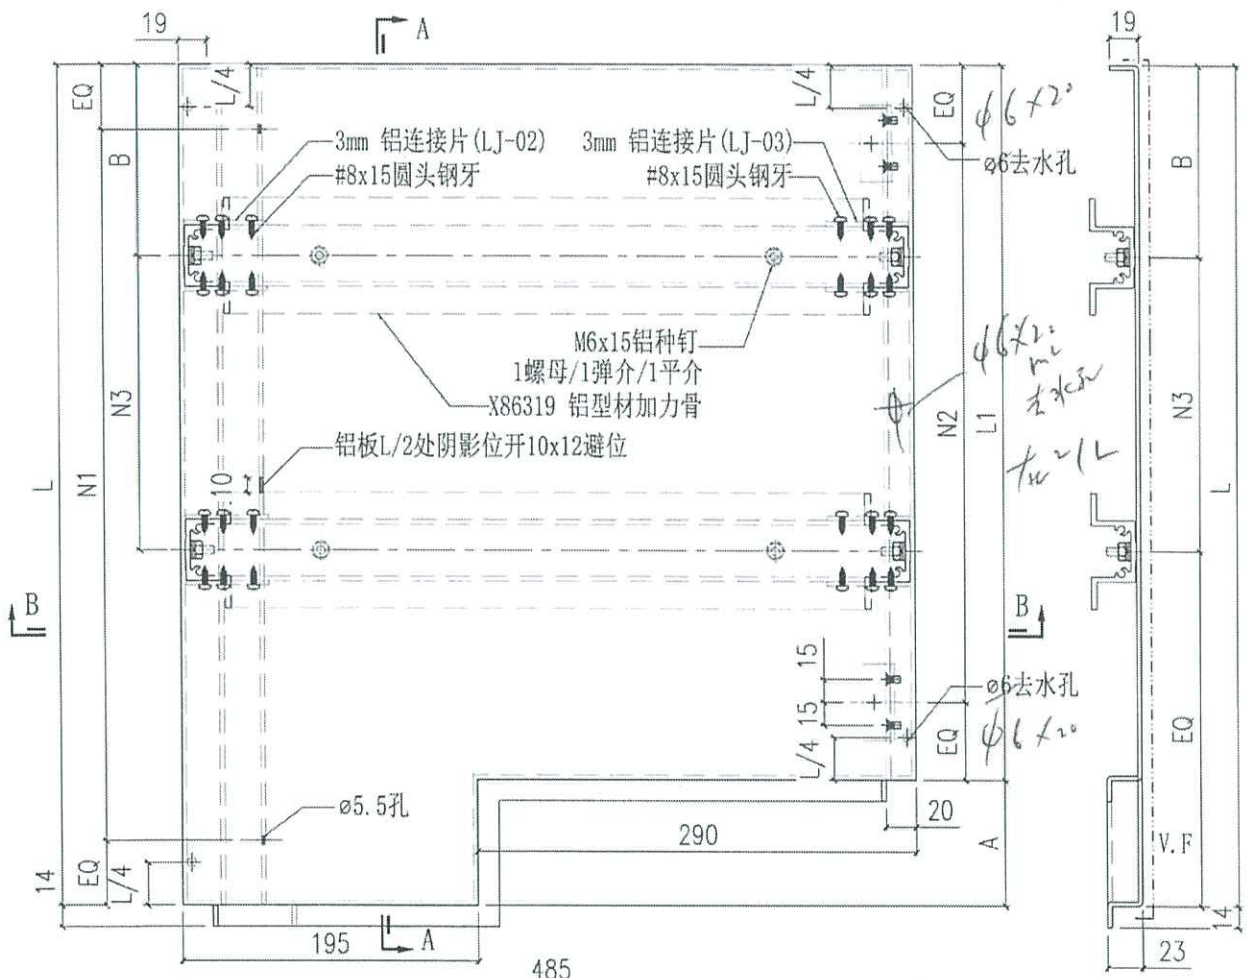 19
A
19
EQ
L/4
L/4
EQ
φ6×20
B
3mm 铝连接片(LJ-02)
3mm 铝连接片(LJ-03)
#8x15圆头钢牙
#8x15圆头钢牙
ø6去水孔
B
M6x15铝种钉
1螺母/1弹介/1平介
X86319 铝型材加力骨
φ6×20
去水孔
N3
N2
L1
N3
铝板L/2处阴影位开10x12避位
L
N1
10
L
B
B
15
15
ø6去水孔
EQ
φ6×20
L/4
EQ
ø5.5孔
20
290
A
V.F
14
EQ
L/4
14
195
A
23
485